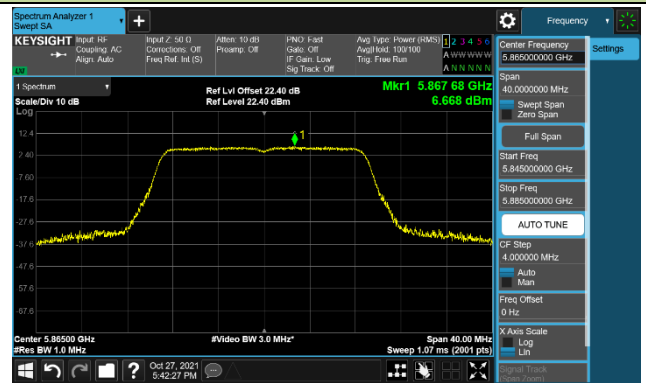 Spectrum Analyzer 1
Swept SA
Frequency
KEYSIGHT
Input: RF
Coupling: AC
Align: Auto
Input Z: 50 Ω
Corrections: Off
Freq Ref: Int (S)
Atten: 10 dB
Preamp: Off
PNO: Fast
Gate: Off
IF Gain: Low
Sig Track: Off
Avg Type: Power (RMS)
Avg|Hold: 100/100
Trig: Free Run
1 2 3 4 5 6
A W W W W W
A N N N N N
LXI
1 Spectrum
Scale/Div 10 dB
Log
Ref Lvl Offset 22.40 dB
Ref Level 22.40 dBm
Mkr1 5.867 68 GHz
6.668 dBm
1
12.4
2.40
-7.60
-17.6
-27.6
-37.6
-47.6
-57.6
-67.6
Center 5.86500 GHz
#Res BW 1.0 MHz
#Video BW 3.0 MHz*
Span 40.00 MHz
Sweep 1.07 ms (2001 pts)
Oct 27, 2021
5:42:27 PM
Center Frequency
5.865000000 GHz
Settings
Span
40.0000000 MHz
Swept Span
Zero Span
Full Span
Start Freq
5.845000000 GHz
Stop Freq
5.885000000 GHz
AUTO TUNE
CF Step
4.000000 MHz
Auto
Man
Freq Offset
0 Hz
X Axis Scale
Log
Lin
Signal Track
(Span Zoom)